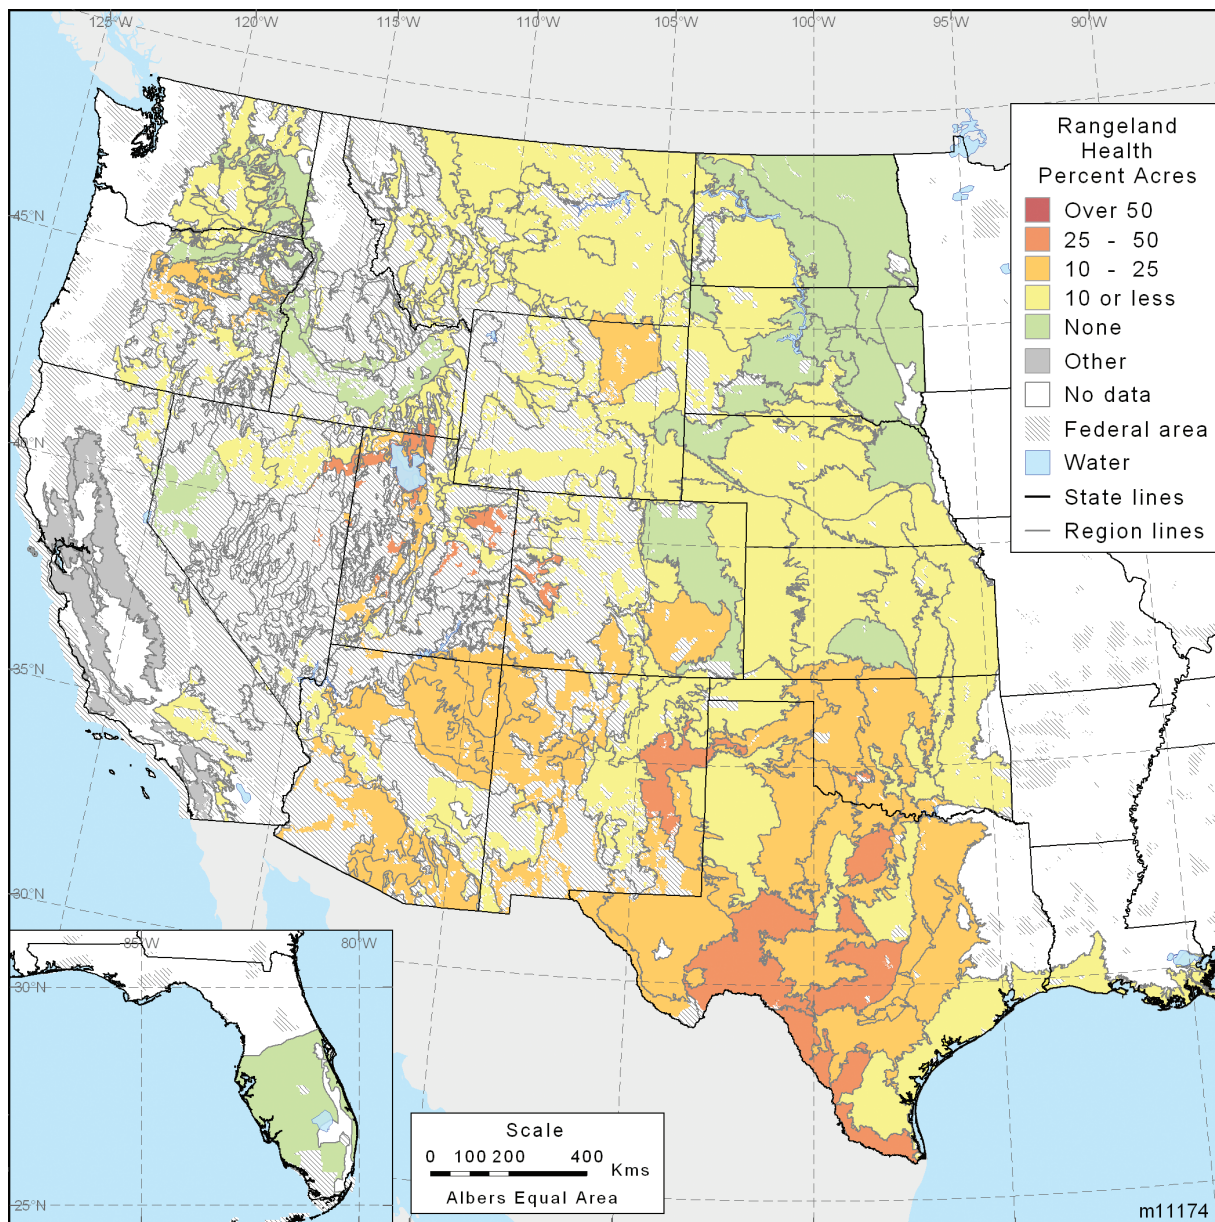 125°W
120°W
115°W
110°W
105°W
100°W
95°W
90°W
45°N
40°N
35°N
30°N
Rangeland
Health
Percent Acres
Over 50
25 - 50
10 - 25
10 or less
None
Other
No data
Federal area
Water
State lines
Region lines
85°W
80°W
30°N
25°N
Scale
0 100 200 400 Kms
Albers Equal Area
m11174